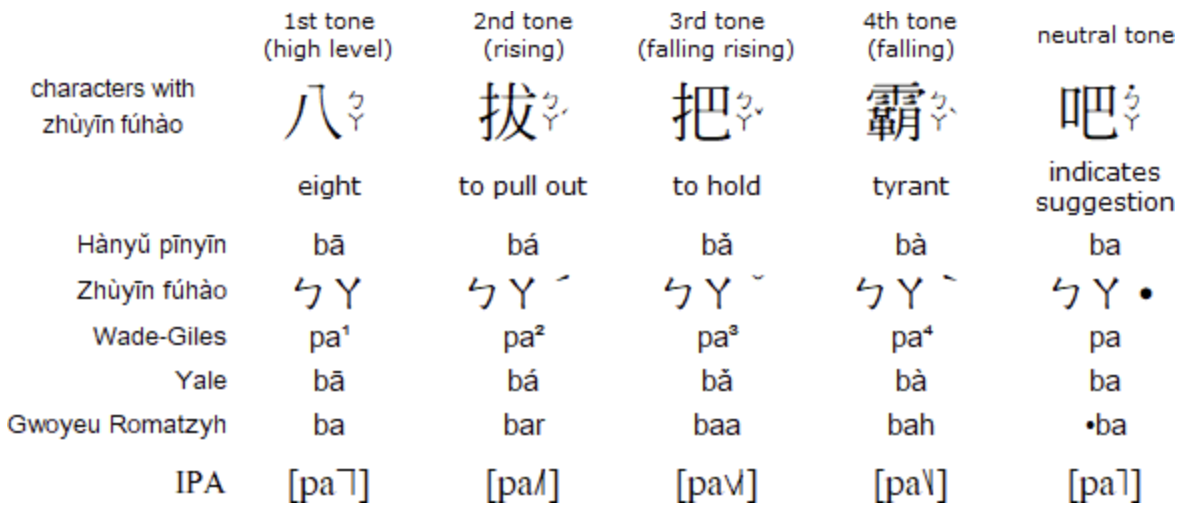 1st tone 2nd tone 3rd tone 4th tone neutral tone
(high level) (rising) (falling rising) (falling)
characters with
zhùyīn fúhào
八ㄅㄚ 拔ㄅㄚˊ 把ㄅㄚˇ 霸ㄅㄚˋ 吧˙ㄅㄚ
eight to pull out to hold tyrant indicates
suggestion
Hànyǔ pīnyīn bā bá bǎ bà ba
Zhùyīn fúhào ㄅㄚ ㄅㄚˊ ㄅㄚˇ ㄅㄚˋ ㄅㄚ•
Wade-Giles pa¹ pa² pa³ pa⁴ pa
Yale bā bá bǎ bà ba
Gwoyeu Romatzyh ba bar baa bah •ba
IPA [pa˥˥] [pa˧˥] [pa˨˩˦] [pa˥˩] [pa˥]